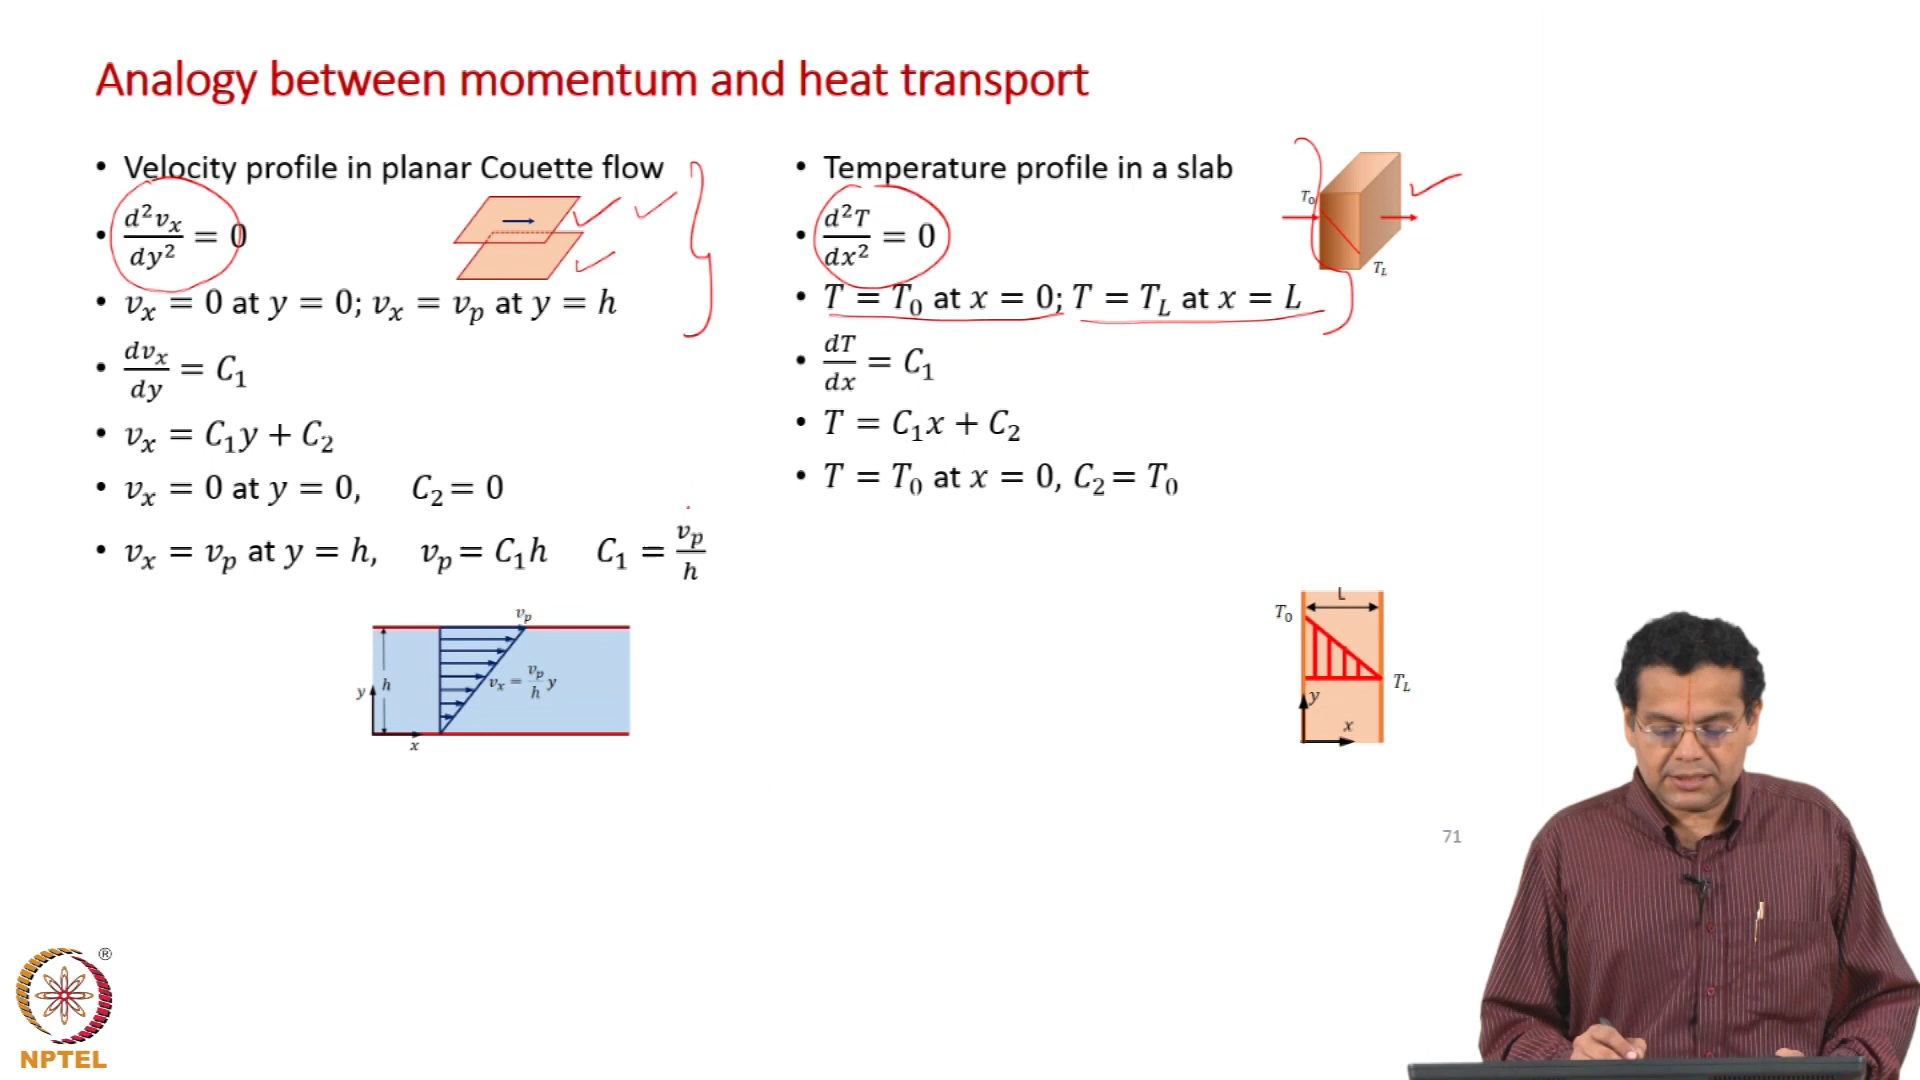 Analogy between momentum and heat transport
• Velocity profile in planar Couette flow
• d²vₓ/dy² = 0
• vₓ = 0 at y = 0; vₓ = vₚ at y = h
• dvₓ/dy = C₁
• vₓ = C₁y + C₂
• vₓ = 0 at y = 0, C₂ = 0
• vₓ = vₚ at y = h, vₚ = C₁h C₁ = vₚ/h
vₚ
h
vₓ = vₚ/h y
y
x
• Temperature profile in a slab
• d²T/dx² = 0
• T = T₀ at x = 0; T = T_L at x = L
• dT/dx = C₁
• T = C₁x + C₂
• T = T₀ at x = 0, C₂ = T₀
T₀
T_L
L
T₀
T_L
y
x
71
®
NPTEL